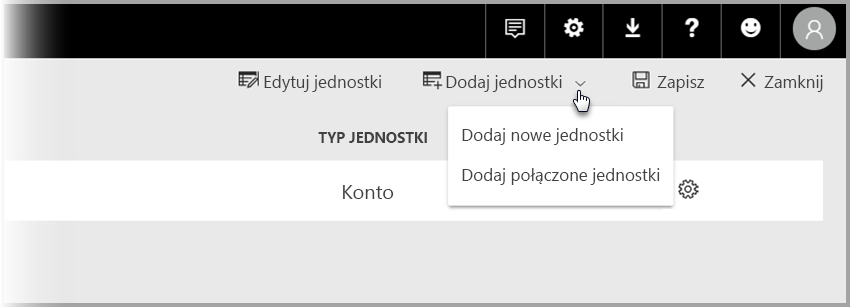 Edytuj jednostki Dodaj jednostki Zapisz Zamknij
TYP JEDNOSTKI
Dodaj nowe jednostki
Dodaj połączone jednostki
Konto